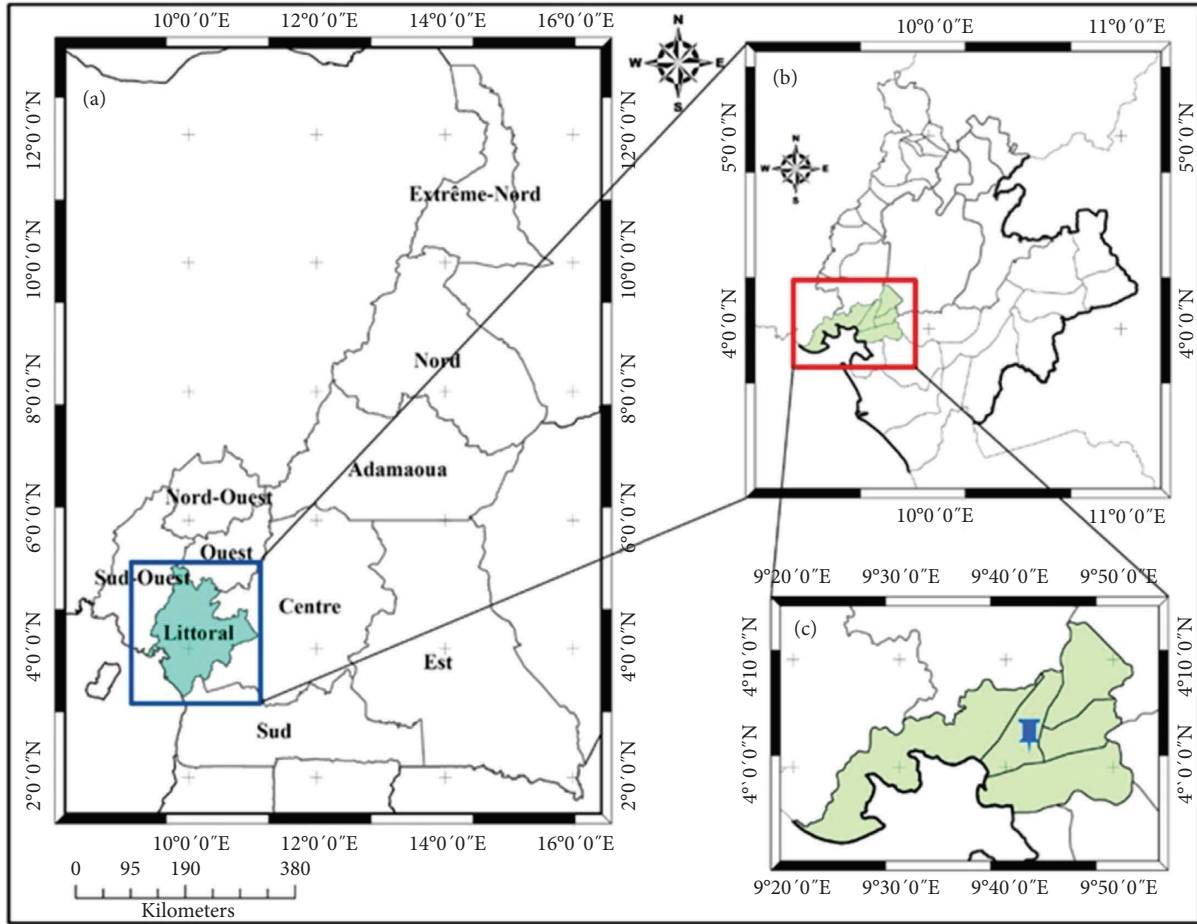 10°0′0″E 12°0′0″E 14°0′0″E 16°0′0″E
(a)
N
W E
S
12°0′0″N
10°0′0″N
8°0′0″N
6°0′0″N
4°0′0″N
2°0′0″N
Extrême-Nord
Nord
Adamaoua
Nord-Ouest
Ouest
Sud-Ouest
Centre
Littoral
Est
Sud
12°0′0″N
10°0′0″N
8°0′0″N
6°0′0″N
4°0′0″N
2°0′0″N
10°0′0″E 12°0′0″E 14°0′0″E 16°0′0″E
0 95 190 380
Kilometers
10°0′0″E 11°0′0″E
(b)
N
W E
S
5°0′0″N
4°0′0″N
5°0′0″N
4°0′0″N
10°0′0″E 11°0′0″E
9°20′0″E 9°30′0″E 9°40′0″E 9°50′0″E
(c)
4°10′0″N
4°0′0″N
4°10′0″N
4°0′0″N
9°20′0″E 9°30′0″E 9°40′0″E 9°50′0″E